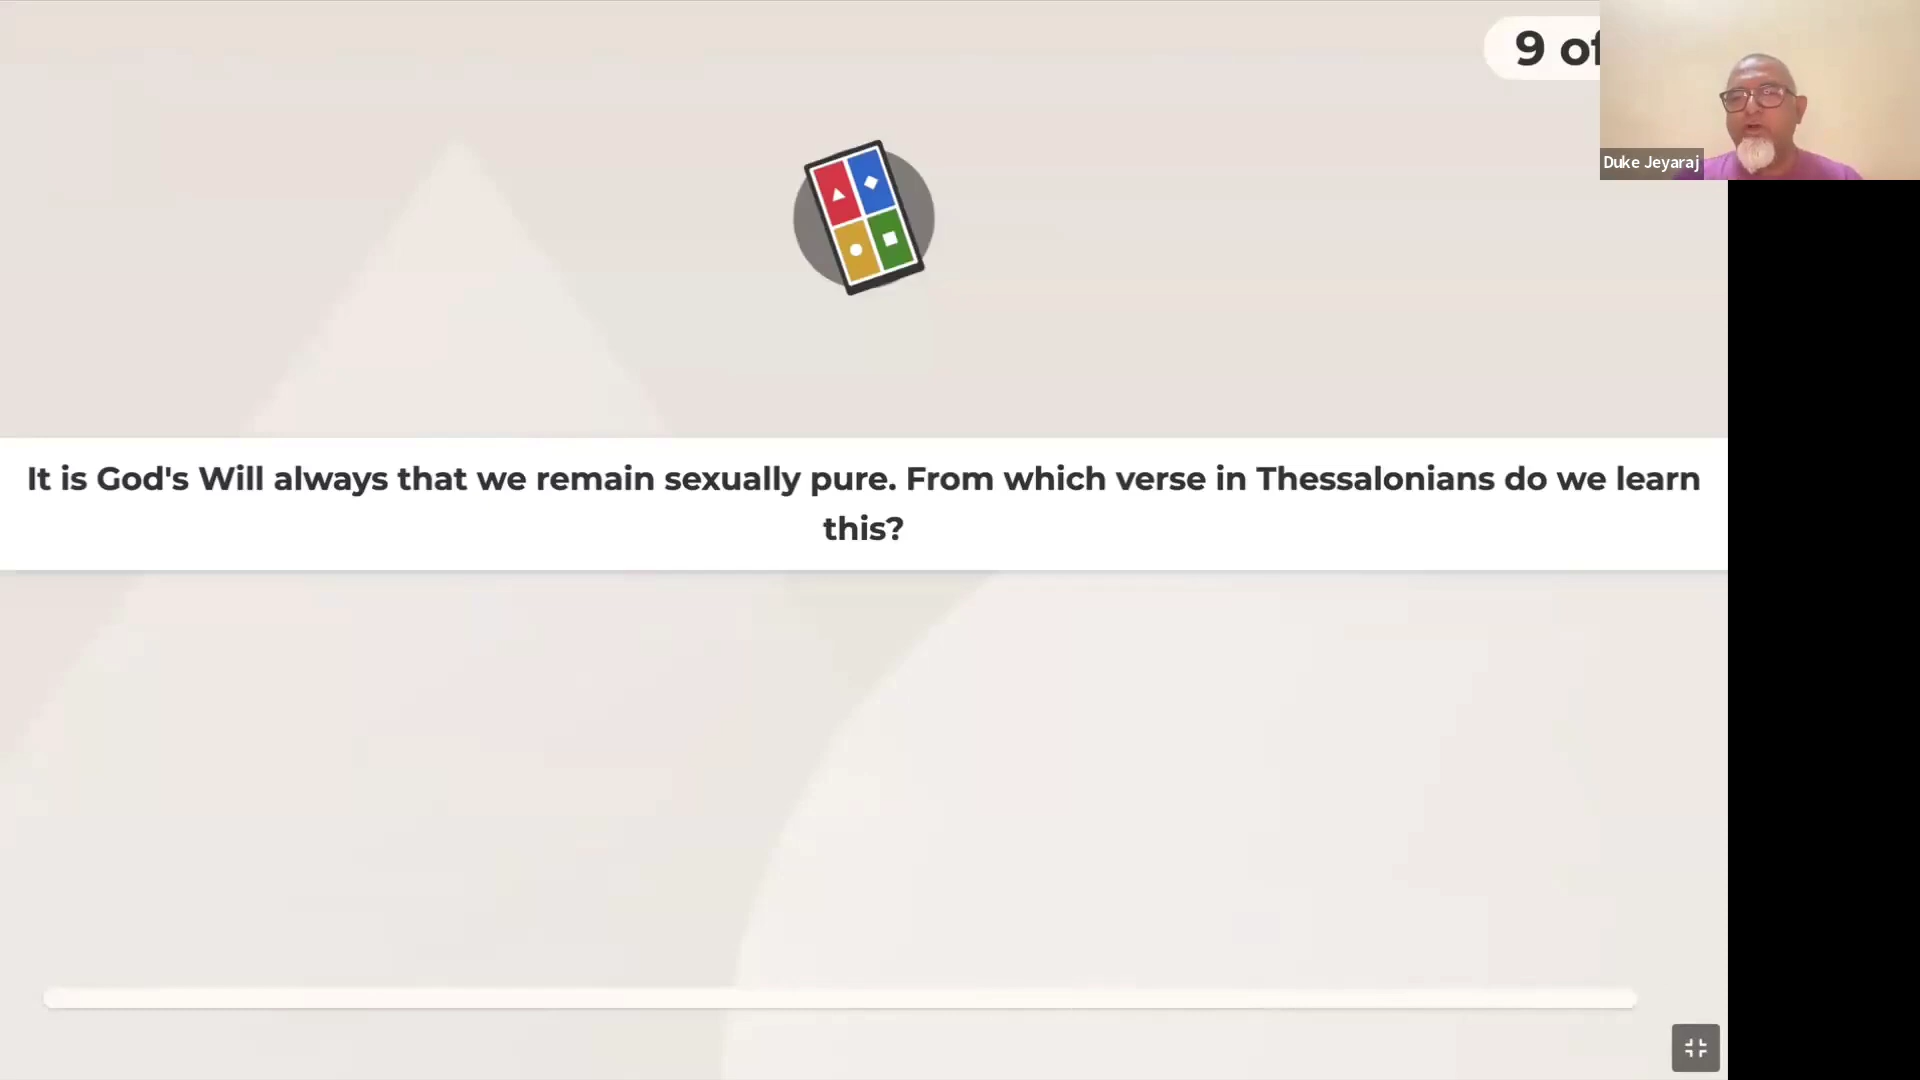 9 of
Duke Jeyaraj
It is God's Will always that we remain sexually pure. From which verse in Thessalonians do we learn
this?